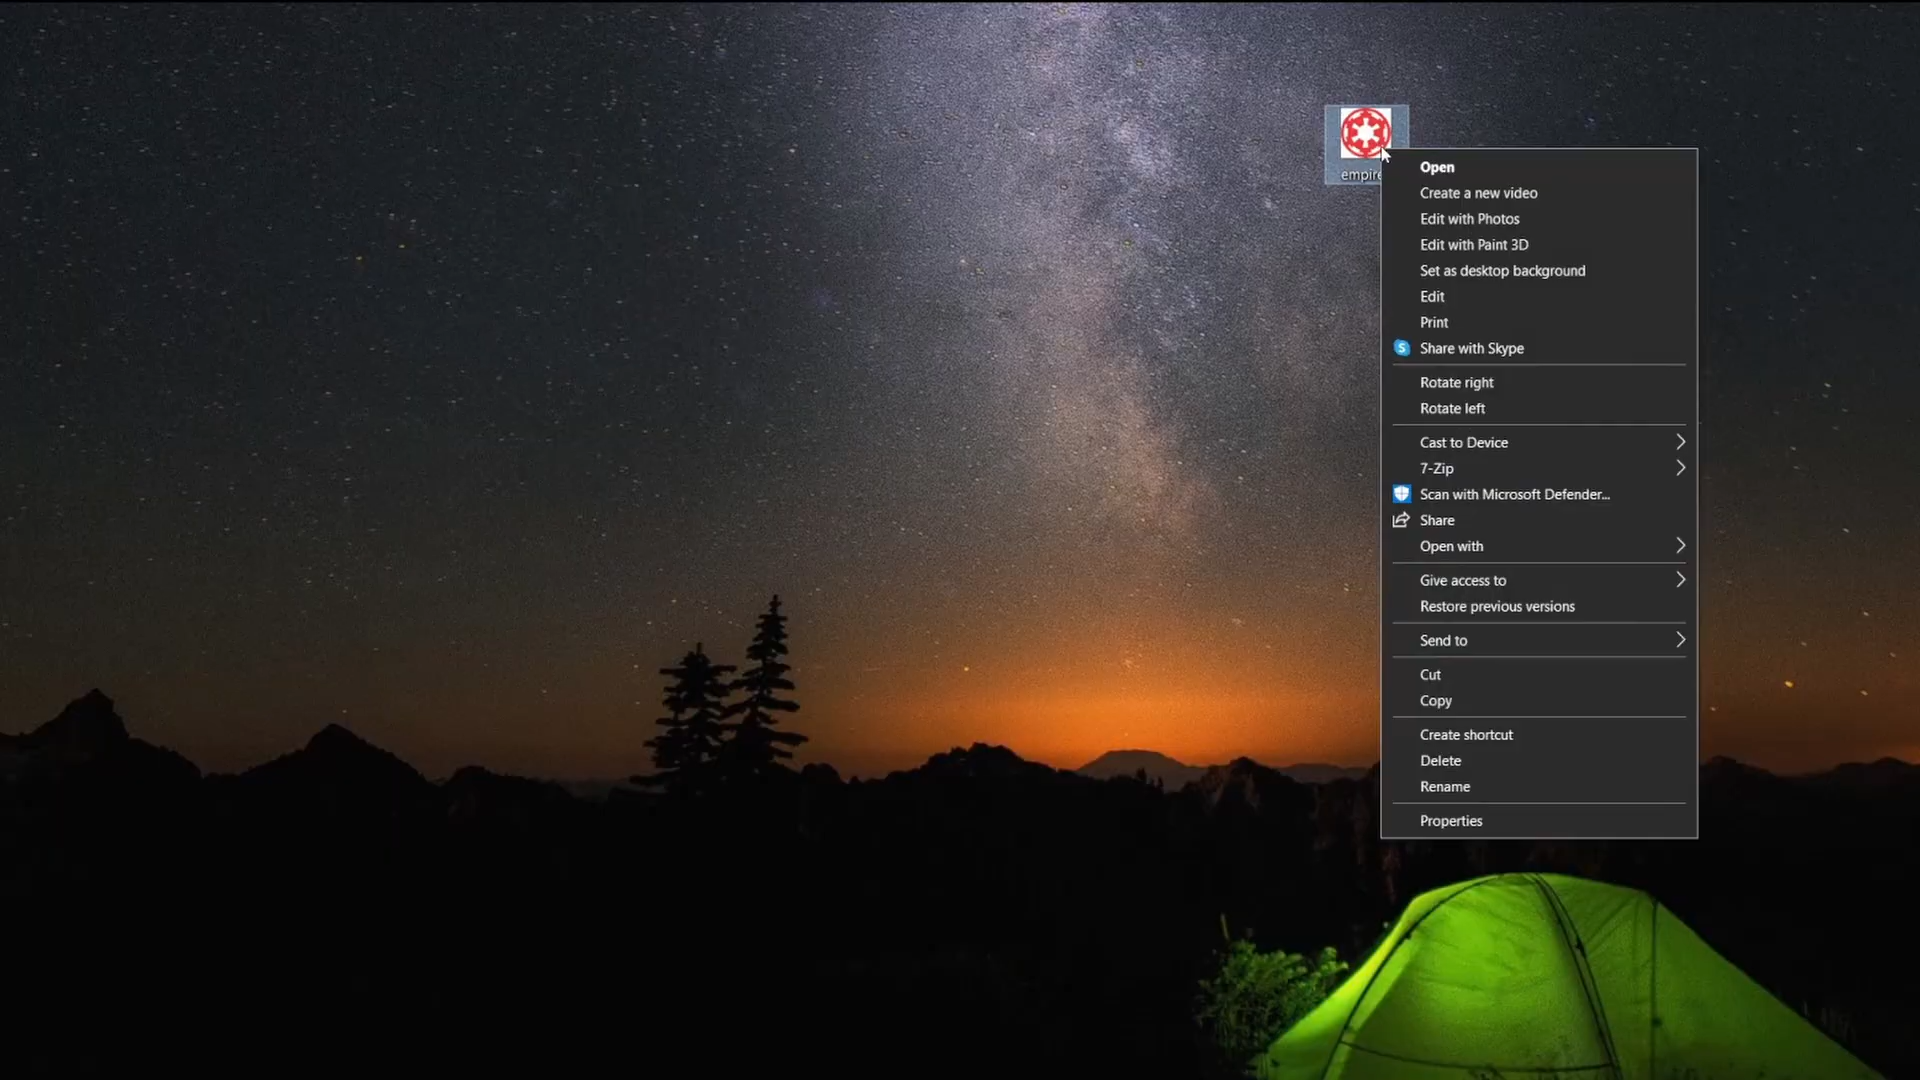 empire
Open
Create a new video
Edit with Photos
Edit with Paint 3D
Set as desktop background
Edit
Print
Share with Skype
Rotate right
Rotate left
Cast to Device
7-Zip
Scan with Microsoft Defender...
Share
Open with
Give access to
Restore previous versions
Send to
Cut
Copy
Create shortcut
Delete
Rename
Properties